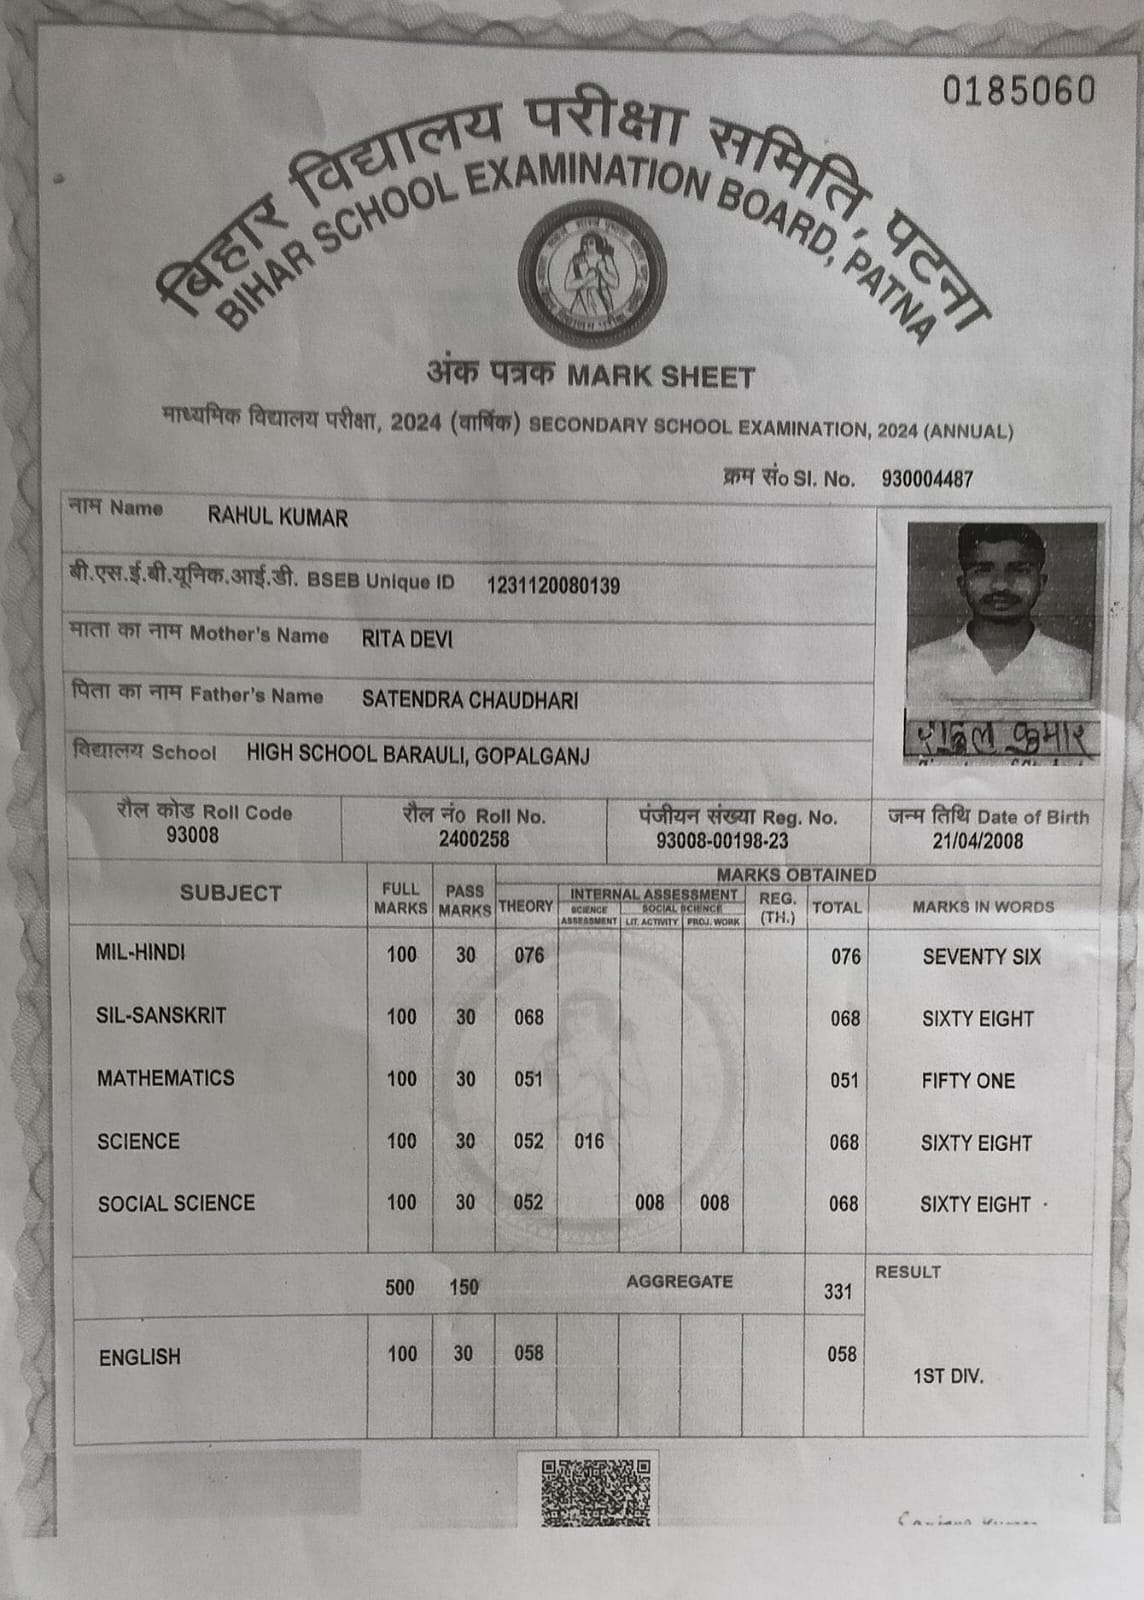 0185060
बिहार विद्यालय परीक्षा समिति, पटना
BIHAR SCHOOL EXAMINATION BOARD, PATNA
अंक पत्रक MARK SHEET
माध्यमिक विद्यालय परीक्षा, 2024 (वार्षिक) SECONDARY SCHOOL EXAMINATION, 2024 (ANNUAL)
क्रम सं० Sl. No. 930004487
नाम Name RAHUL KUMAR
बी.एस.ई.बी.यूनिक.आई.डी. BSEB Unique ID 1231120080139
माता का नाम Mother's Name RITA DEVI
पिता का नाम Father's Name SATENDRA CHAUDHARI
राहुल कुमार
विद्यालय School HIGH SCHOOL BARAULI, GOPALGANJ
रौल कोड Roll Code रौल नं० Roll No. पंजीयन संख्या Reg. No. जन्म तिथि Date of Birth
93008 2400258 93008-00198-23 21/04/2008
MARKS OBTAINED
SUBJECT FULL MARKS PASS MARKS THEORY INTERNAL ASSESSMENT REG. (TH.) TOTAL MARKS IN WORDS
SCIENCE ASSESSMENT SOCIAL SCIENCE
LIT. ACTIVITY PROJ. WORK
MIL-HINDI 100 30 076 076 SEVENTY SIX
SIL-SANSKRIT 100 30 068 068 SIXTY EIGHT
MATHEMATICS 100 30 051 051 FIFTY ONE
SCIENCE 100 30 052 016 068 SIXTY EIGHT
SOCIAL SCIENCE 100 30 052 008 008 068 SIXTY EIGHT
500 150 AGGREGATE 331 RESULT
ENGLISH 100 30 058 058
1ST DIV.